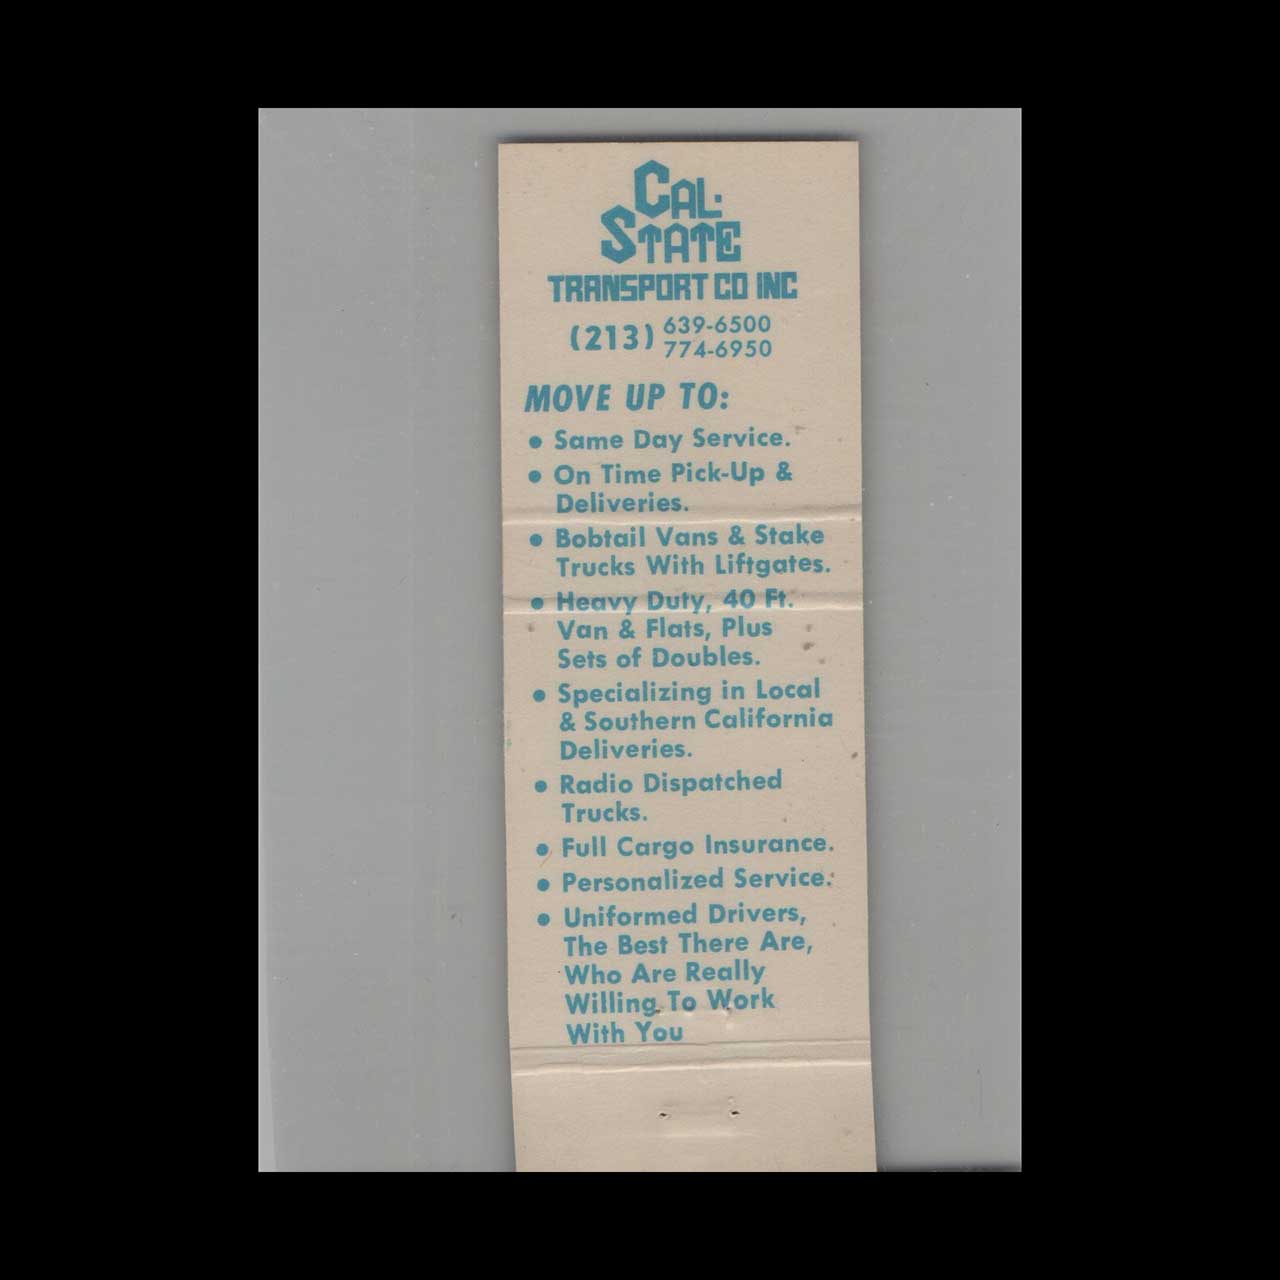 CAL-
STATE
TRANSPORT CO INC
(213) 639-6500
774-6950
MOVE UP TO:
• Same Day Service.
• On Time Pick-Up &
Deliveries.
• Bobtail Vans & Stake
Trucks With Liftgates.
• Heavy Duty, 40 Ft.
Van & Flats, Plus
Sets of Doubles.
• Specializing in Local
& Southern California
Deliveries.
• Radio Dispatched
Trucks.
• Full Cargo Insurance.
• Personalized Service.
• Uniformed Drivers,
The Best There Are,
Who Are Really
Willing To Work
With You